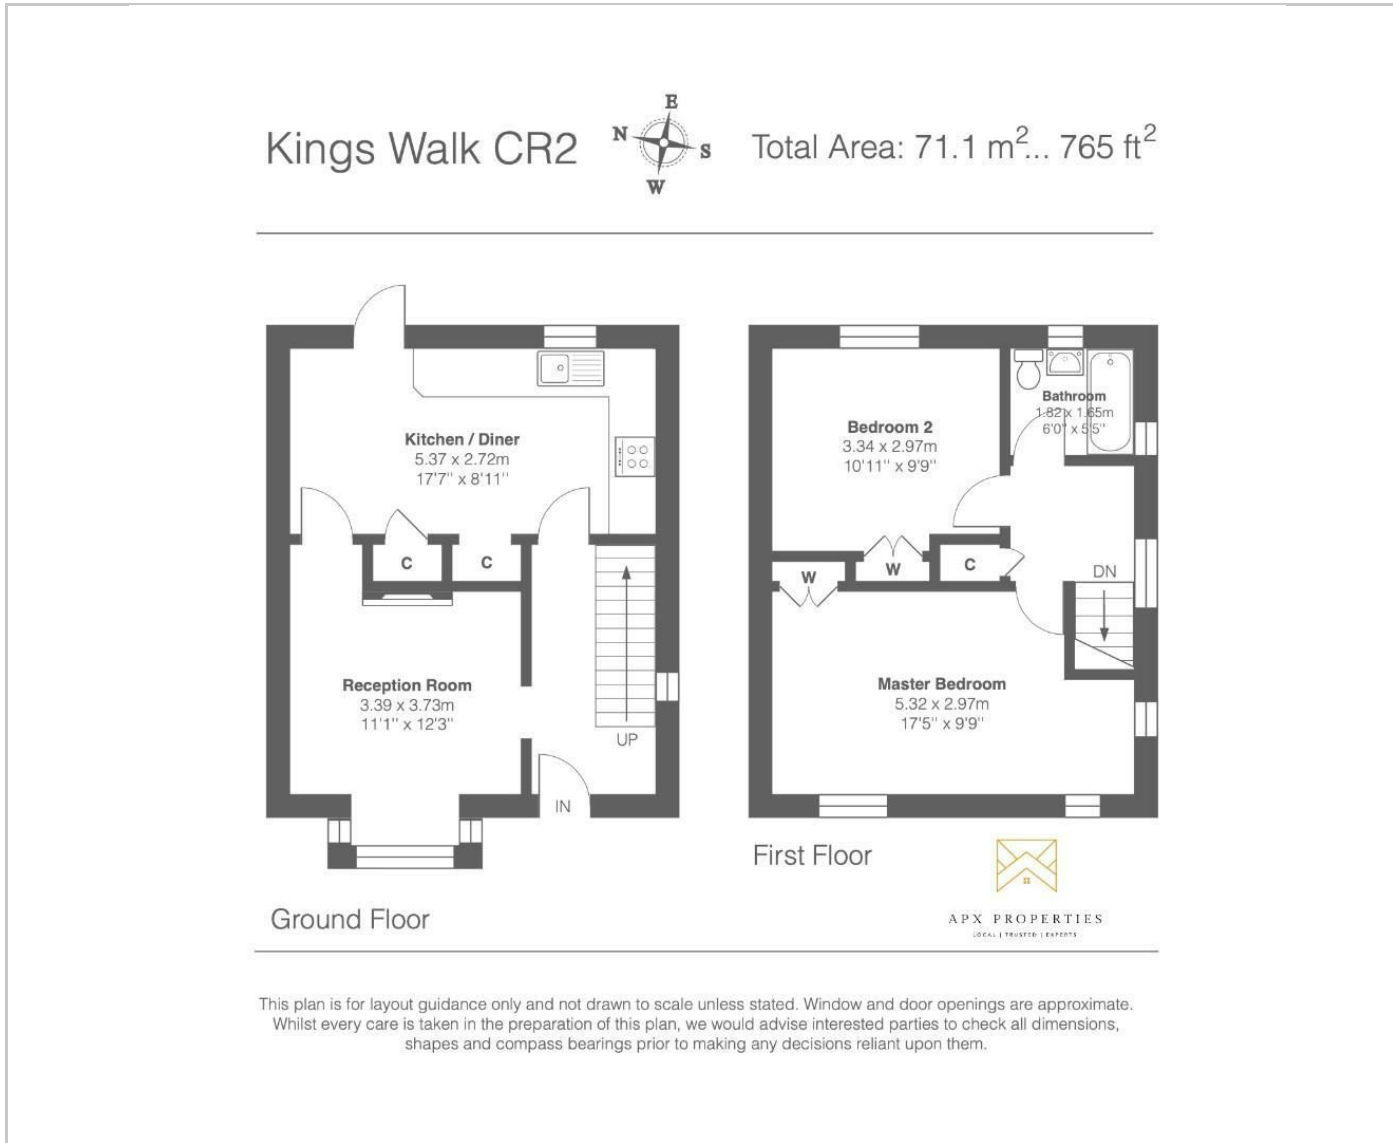 Kings Walk CR2
E
N
S
W
Total Area: 71.1 m²... 765 ft²
Kitchen / Diner
5.37 x 2.72m
17'7" x 8'11"
C
C
Reception Room
3.39 x 3.73m
11'1" x 12'3"
UP
IN
Ground Floor
Bedroom 2
3.34 x 2.97m
10'11" x 9'9"
Bathroom
1.82 x 1.65m
6'0" x 5'5"
W
W
C
DN
Master Bedroom
5.32 x 2.97m
17'5" x 9'9"
First Floor
APX PROPERTIES
LOCAL | TRUSTED | EXPERTS
This plan is for layout guidance only and not drawn to scale unless stated. Window and door openings are approximate.
Whilst every care is taken in the preparation of this plan, we would advise interested parties to check all dimensions,
shapes and compass bearings prior to making any decisions reliant upon them.